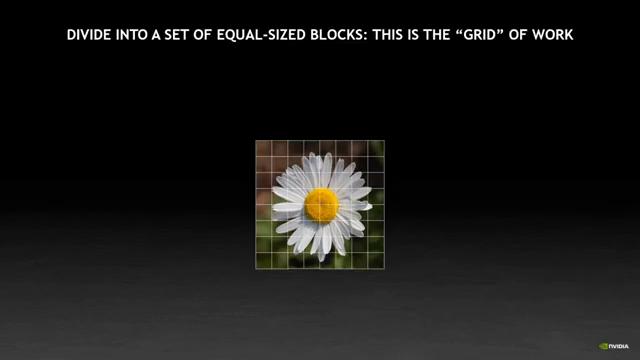 DIVIDE INTO A SET OF EQUAL-SIZED BLOCKS: THIS IS THE “GRID” OF WORK
NVIDIA